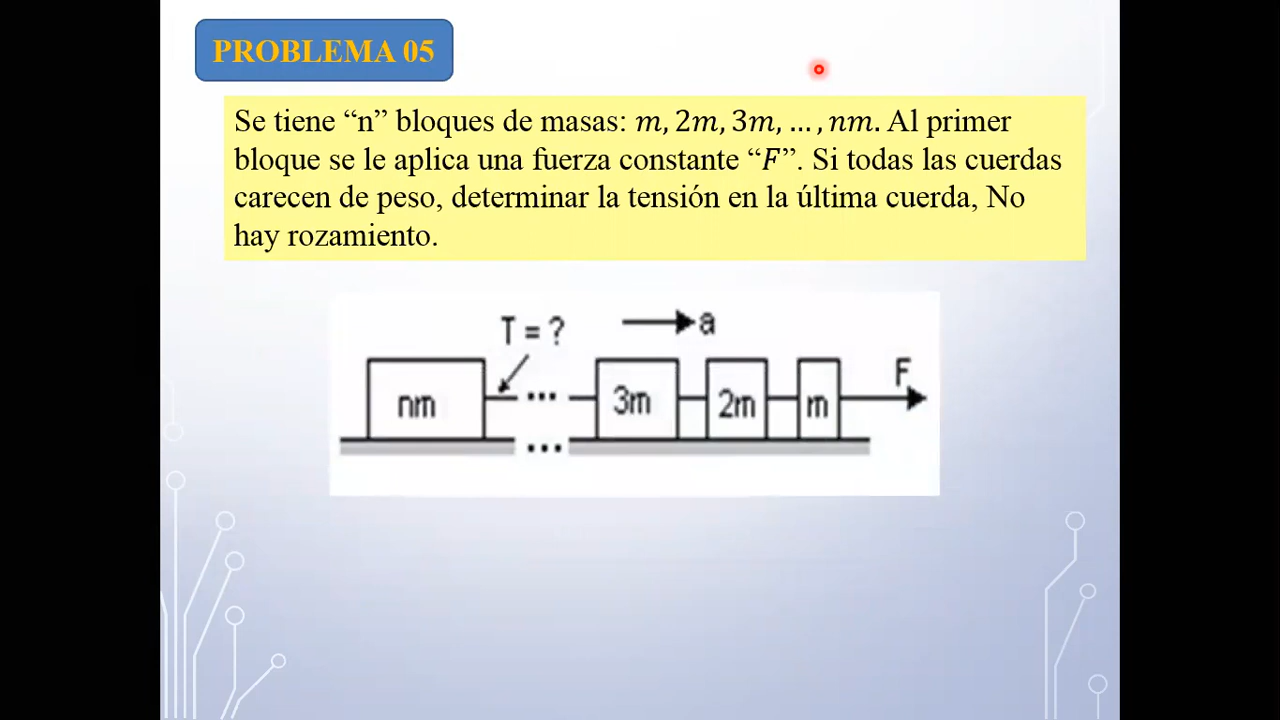 PROBLEMA 05
Se tiene “n” bloques de masas: m, 2m, 3m, … , nm. Al primer
bloque se le aplica una fuerza constante “F”. Si todas las cuerdas
carecen de peso, determinar la tensión en la última cuerda, No
hay rozamiento.
T = ?
a
F
nm ... 3m 2m m
...